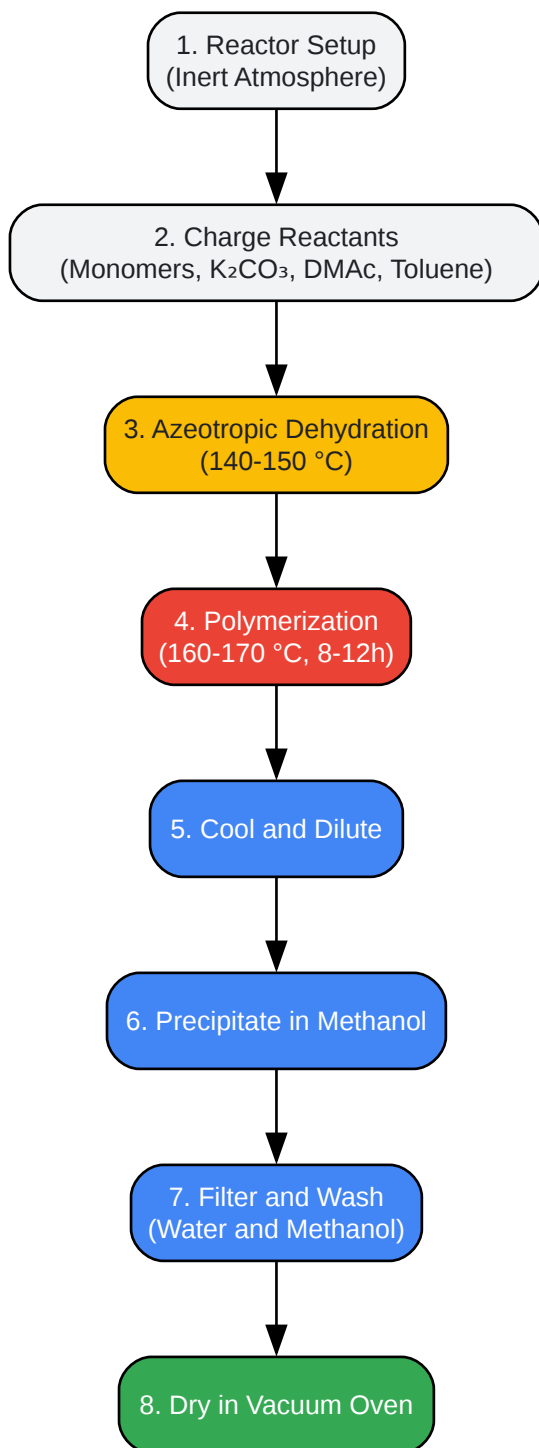 1. Reactor Setup
(Inert Atmosphere)
2. Charge Reactants
(Monomers, K₂CO₃, DMAc, Toluene)
3. Azeotropic Dehydration
(140-150 °C)
4. Polymerization
(160-170 °C, 8-12h)
5. Cool and Dilute
6. Precipitate in Methanol
7. Filter and Wash
(Water and Methanol)
8. Dry in Vacuum Oven